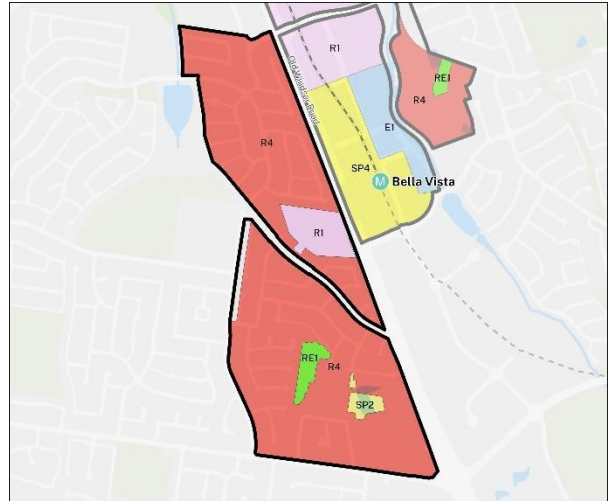 R1
RE1
R4
Old Windsor Road
E1
R4
SP4
M Bella Vista
R1
RE1
R4
SP2